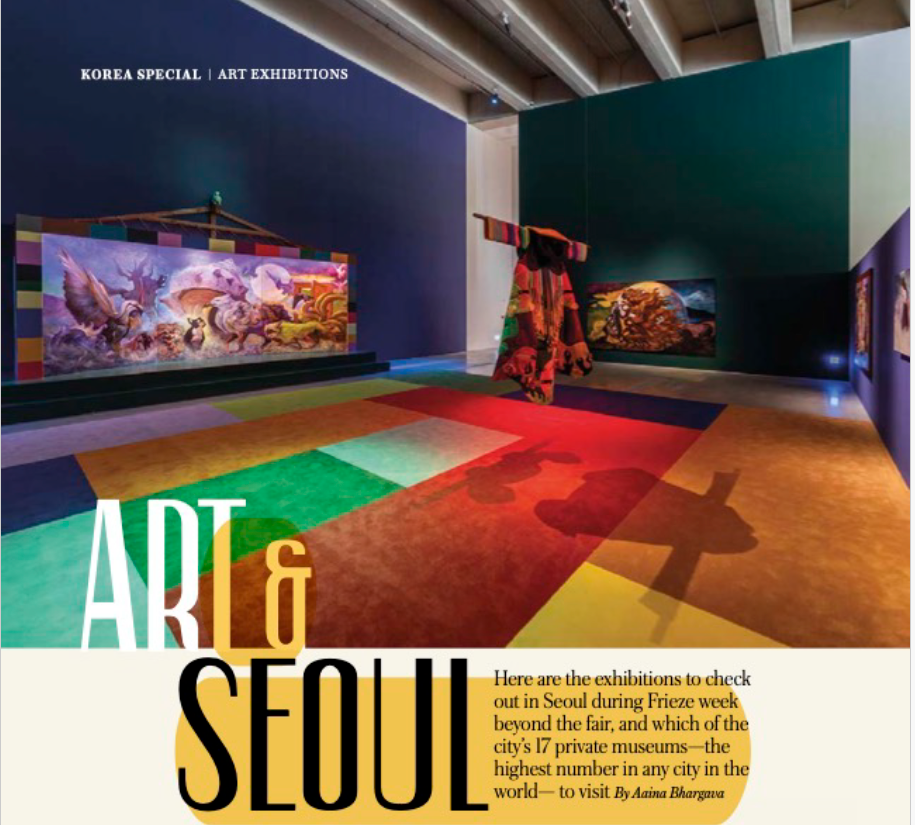 KOREA SPECIAL | ART EXHIBITIONS
ART &
SEOUL
Here are the exhibitions to check
out in Seoul during Frieze week
beyond the fair, and which of the
city's 17 private museums—the
highest number in any city in the
world— to visit By Aaina Bhargava